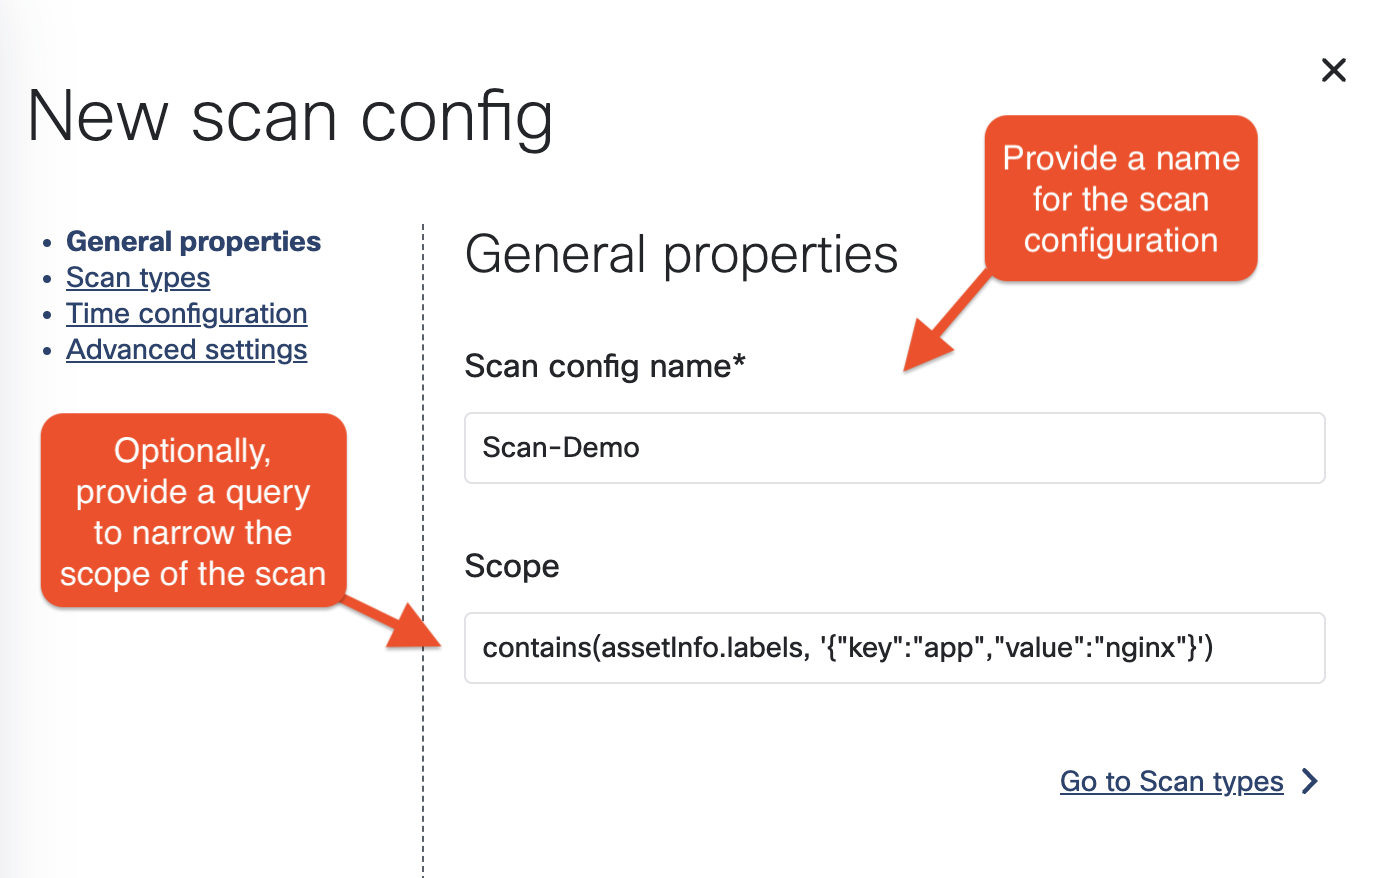 New scan config
Provide a name
for the scan
configuration
General properties
Scan types
Time configuration
Advanced settings
Optionally,
provide a query
to narrow the
scope of the scan
General properties
Scan config name*
Scan-Demo
Scope
contains(assetInfo.labels, '{"key":"app","value":"nginx"}')
Go to Scan types